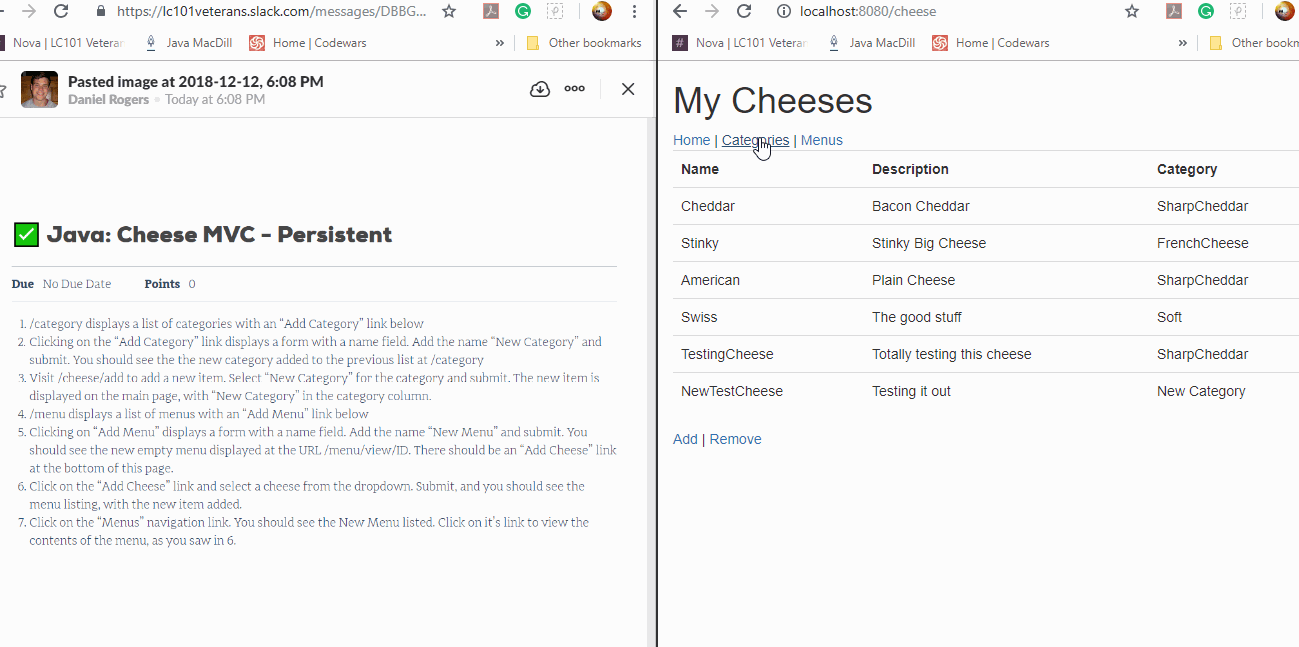 https://lc101veterans.slack.com/messages/DBBG...
Nova | LC101 Veterar
Java MacDill
Home | Codewars
»
Other bookmarks
Pasted image at 2018-12-12, 6:08 PM
Daniel Rogers • Today at 6:08 PM
Java: Cheese MVC - Persistent
Due No Due Date Points 0
1. /category displays a list of categories with an “Add Category” link below
2. Clicking on the “Add Category” link displays a form with a name field. Add the name “New Category” and
submit. You should see the the new category added to the previous list at /category
3. Visit /cheese/add to add a new item. Select “New Category” for the category and submit. The new item is
displayed on the main page, with “New Category” in the category column.
4. /menu displays a list of menus with an “Add Menu” link below
5. Clicking on “Add Menu” displays a form with a name field. Add the name “New Menu” and submit. You
should see the new empty menu displayed at the URL /menu/view/ID. There should be an “Add Cheese” link
at the bottom of this page.
6. Click on the “Add Cheese” link and select a cheese from the dropdown. Submit, and you should see the
menu listing, with the new item added.
7. Click on the “Menus” navigation link. You should see the New Menu listed. Click on it’s link to view the
contents of the menu, as you saw in 6.
localhost:8080/cheese
# Nova | LC101 Veterar
Java MacDill
Home | Codewars
»
Other bookm
My Cheeses
Home | Categories | Menus
Name Description Category
Cheddar Bacon Cheddar SharpCheddar
Stinky Stinky Big Cheese FrenchCheese
American Plain Cheese SharpCheddar
Swiss The good stuff Soft
TestingCheese Totally testing this cheese SharpCheddar
NewTestCheese Testing it out New Category
Add | Remove